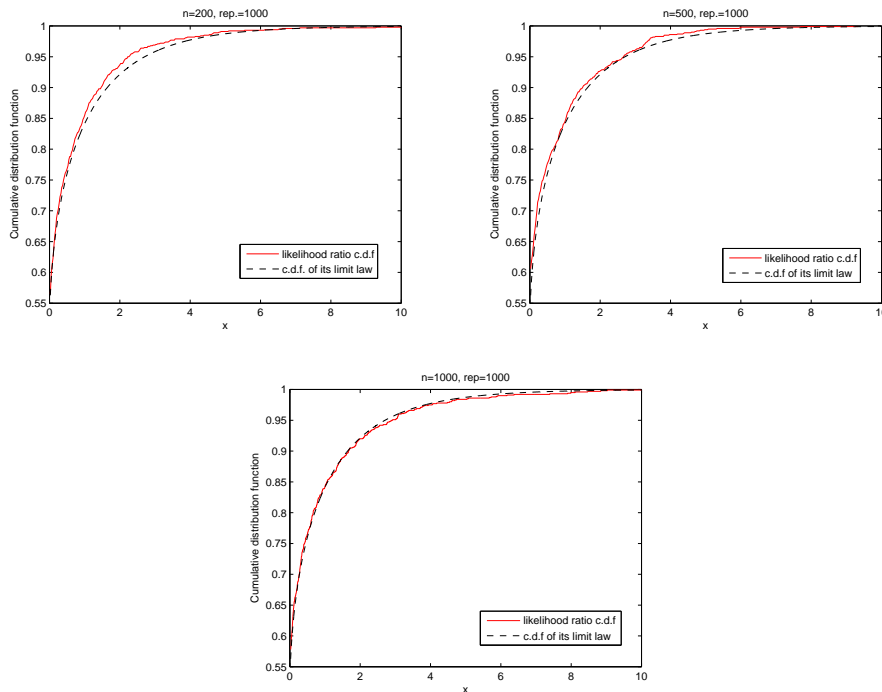 n=200, rep.=1000
1
0.95
0.9
0.85
0.8
0.75
0.7
0.65
0.6
0.55
Cumulative distribution function
likelihood ratio c.d.f
c.d.f. of its limit law
0 2 4 6 8 10
x
n=500, rep.=1000
1
0.95
0.9
0.85
0.8
0.75
0.7
0.65
0.6
0.55
Cumulative distribution function
likelihood ratio c.d.f
c.d.f of its limit law
0 2 4 6 8 10
x
n=1000, rep=1000
1
0.95
0.9
0.85
0.8
0.75
0.7
0.65
0.6
0.55
Cumulative distribution function
likelihood ratio c.d.f
c.d.f of its limit law
0 2 4 6 8 10
x